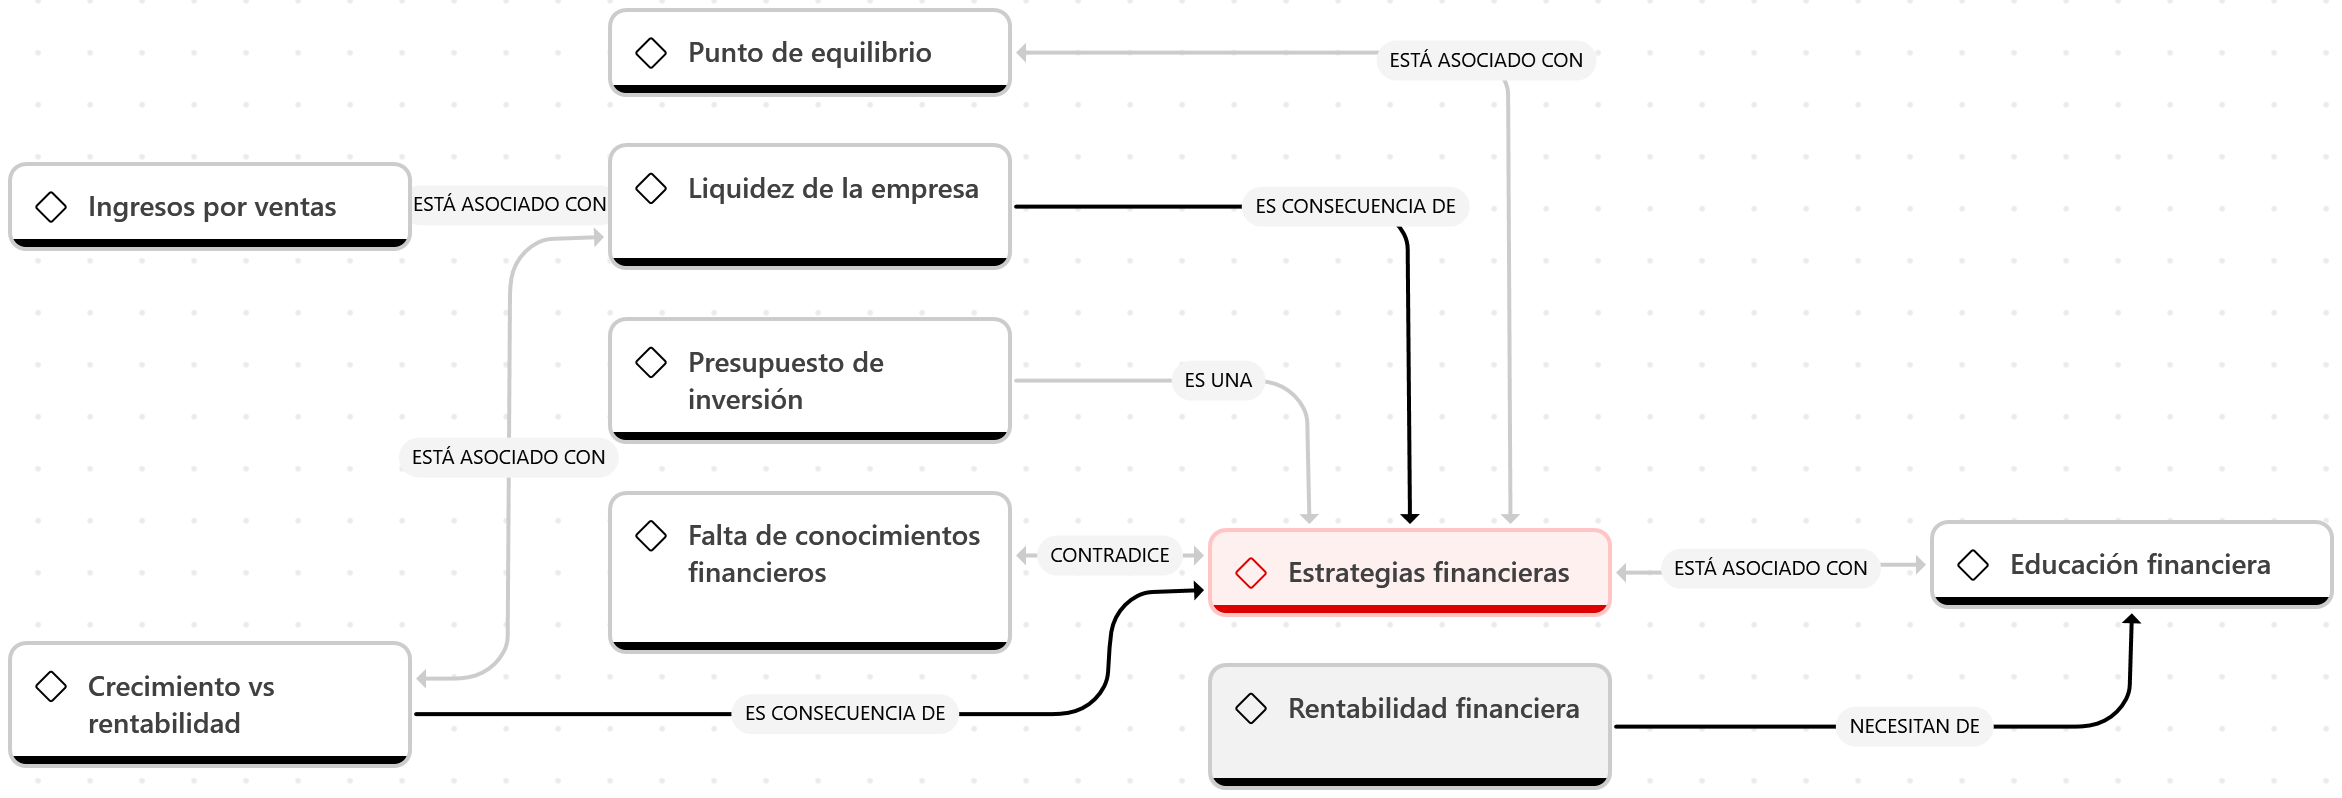 Punto de equilibrio
ESTÁ ASOCIADO CON
Ingresos por ventas
ESTÁ ASOCIADO CON
Liquidez de la empresa
ES CONSECUENCIA DE
Presupuesto de
inversión
ES UNA
ESTÁ ASOCIADO CON
Falta de conocimientos
financieros
CONTRADICE
Estrategias financieras
ESTÁ ASOCIADO CON
Educación financiera
Crecimiento vs
rentabilidad
ES CONSECUENCIA DE
Rentabilidad financiera
NECESITAN DE